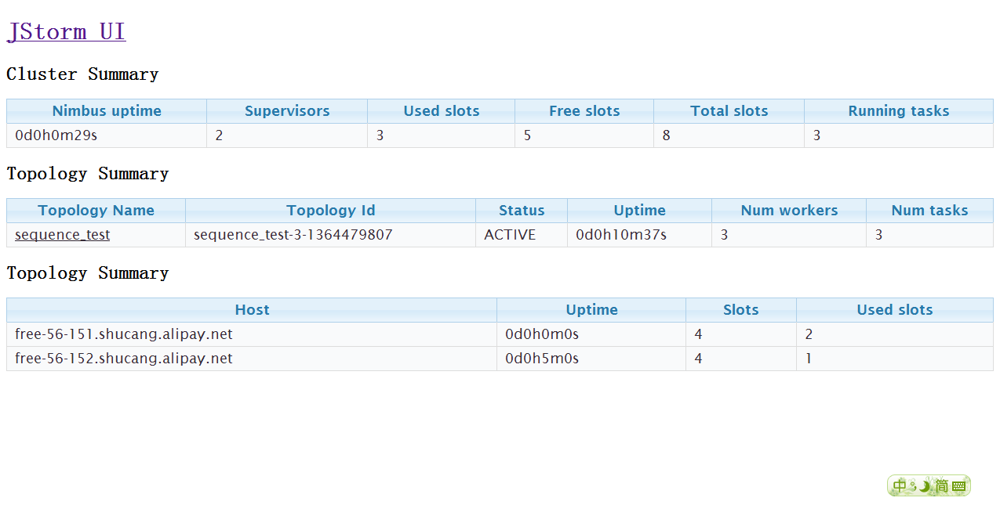 JStorm UI
Cluster Summary
Nimbus uptime Supervisors Used slots Free slots Total slots Running tasks
0d0h0m29s 2 3 5 8 3
Topology Summary
Topology Name Topology Id Status Uptime Num workers Num tasks
sequence_test sequence_test-3-1364479807 ACTIVE 0d0h10m37s 3 3
Topology Summary
Host Uptime Slots Used slots
free-56-151.shucang.alipay.net 0d0h0m0s 4 2
free-56-152.shucang.alipay.net 0d0h5m0s 4 1
中 简